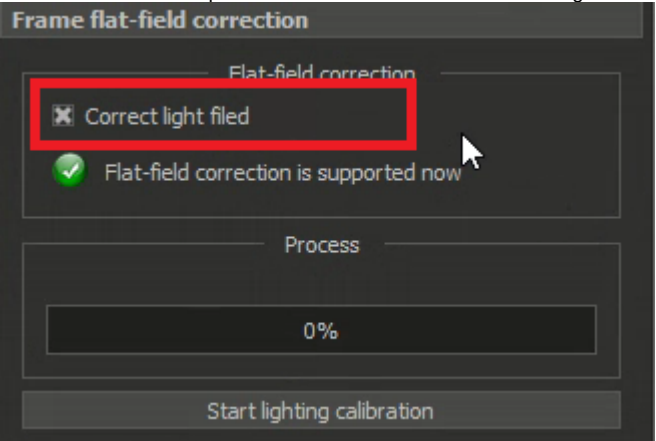 Frame flat-field correction
Flat-field correction
Correct light filed
Flat-field correction is supported now
Process
0%
Start lighting calibration